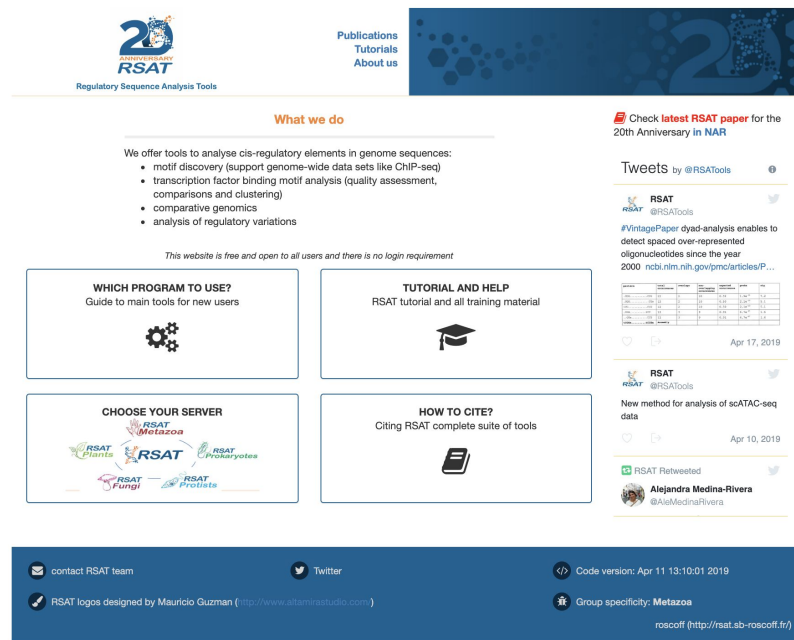 20
ANNIVERSARY
RSAT
Regulatory Sequence Analysis Tools
Publications
Tutorials
About us
What we do
We offer tools to analyse cis-regulatory elements in genome sequences:
• motif discovery (support genome-wide data sets like ChIP-seq)
• transcription factor binding motif analysis (quality assessment,
comparisons and clustering)
• comparative genomics
• analysis of regulatory variations
This website is free and open to all users and there is no login requirement
WHICH PROGRAM TO USE?
Guide to main tools for new users
TUTORIAL AND HELP
RSAT tutorial and all training material
CHOOSE YOUR SERVER
RSAT
Metazoa
RSAT
Plants
RSAT
RSAT
Prokaryotes
RSAT
Fungi
RSAT
Protists
HOW TO CITE?
Citing RSAT complete suite of tools
Check latest RSAT paper for the
20th Anniversary in NAR
Tweets by @RSATools
RSAT
RSAT
@RSATools
#VintagePaper dyad-analysis enables to
detect spaced over-represented
oligonucleotides since the year
2000 ncbi.nlm.nih.gov/pmc/articles/P…
Apr 17, 2019
RSAT
RSAT
@RSATools
New method for analysis of scATAC-seq
data
Apr 10, 2019
RSAT Retweeted
Alejandra Medina-Rivera
@AleMedinaRivera
contact RSAT team
Twitter
Code version: Apr 11 13:10:01 2019
RSAT logos designed by Mauricio Guzman (http://www.altamirastudio.com/)
Group specificity: Metazoa
roscoff (http://rsat.sb-roscoff.fr/)